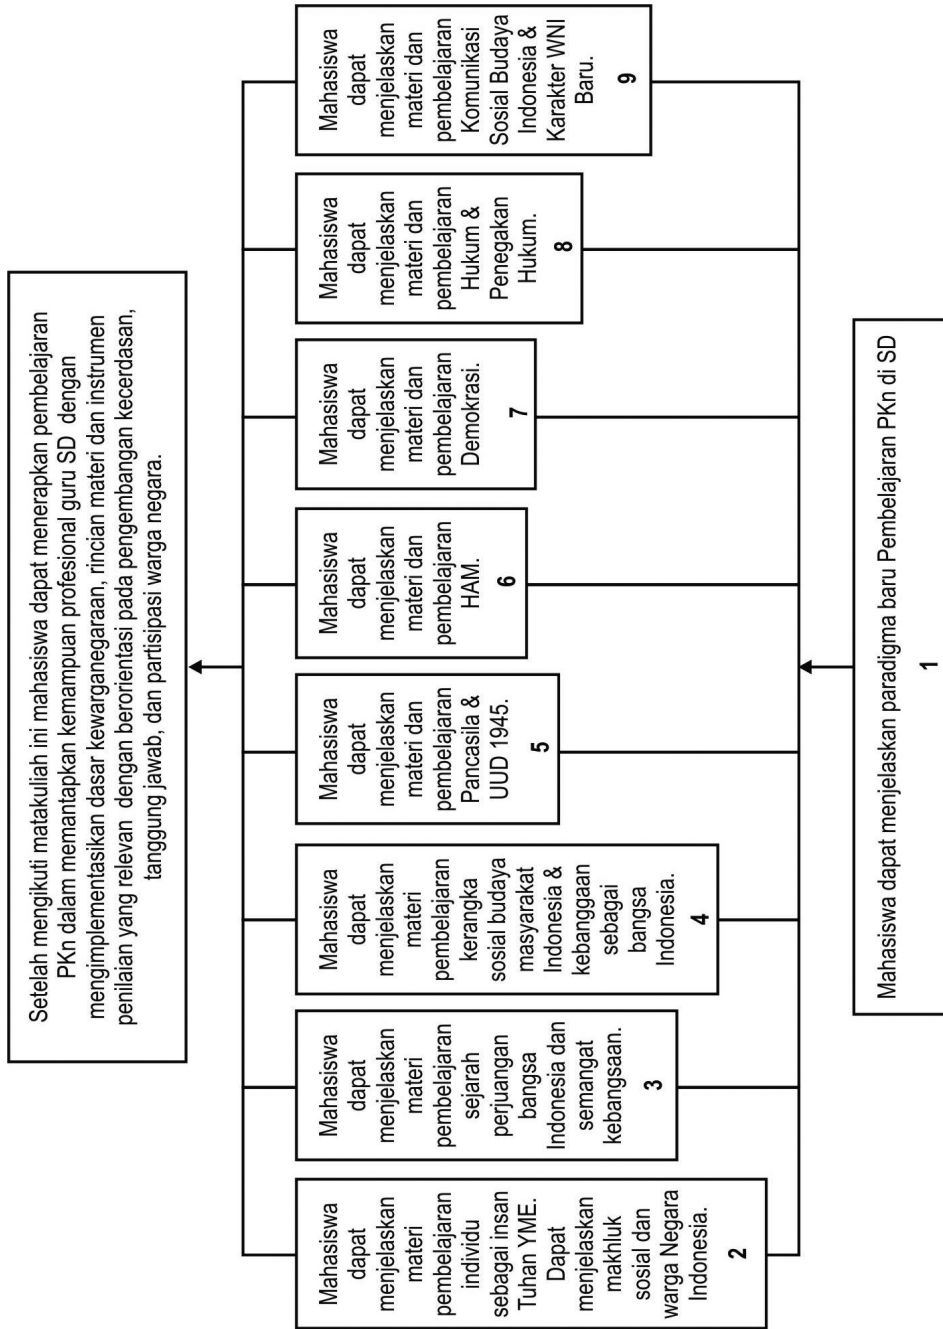 Setelah mengikuti matakuliah ini mahasiswa dapat menerapkan pembelajaran
PKn dalam memantapkan kemampuan profesional guru SD dengan
mengimplementasikan dasar kewarganegaraan, rincian materi dan instrumen
penilaian yang relevan dengan berorientasi pada pengembangan kecerdasan,
tanggung jawab, dan partisipasi warga negara.
Mahasiswa
dapat
menjelaskan
materi
pembelajaran
individu
sebagai insan
Tuhan YME.
Dapat
menjelaskan
makhluk
sosial dan
warga Negara
Indonesia.
2
Mahasiswa
dapat
menjelaskan
materi
pembelajaran
sejarah
perjuangan
bangsa
Indonesia dan
semangat
kebangsaan.
3
Mahasiswa
dapat
menjelaskan
materi
pembelajaran
kerangka
sosial budaya
masyarakat
Indonesia &
kebanggaan
sebagai
bangsa
Indonesia.
4
Mahasiswa
dapat
menjelaskan
materi dan
pembelajaran
Pancasila &
UUD 1945.
5
Mahasiswa
dapat
menjelaskan
materi dan
pembelajaran
HAM.
6
Mahasiswa
dapat
menjelaskan
materi dan
pembelajaran
Demokrasi.
7
Mahasiswa
dapat
menjelaskan
materi dan
pembelajaran
Hukum &
Penegakan
Hukum.
8
Mahasiswa
dapat
menjelaskan
materi dan
pembelajaran
Komunikasi
Sosial Budaya
Indonesia &
Karakter WNI
Baru.
9
Mahasiswa dapat menjelaskan paradigma baru Pembelajaran PKn di SD
1